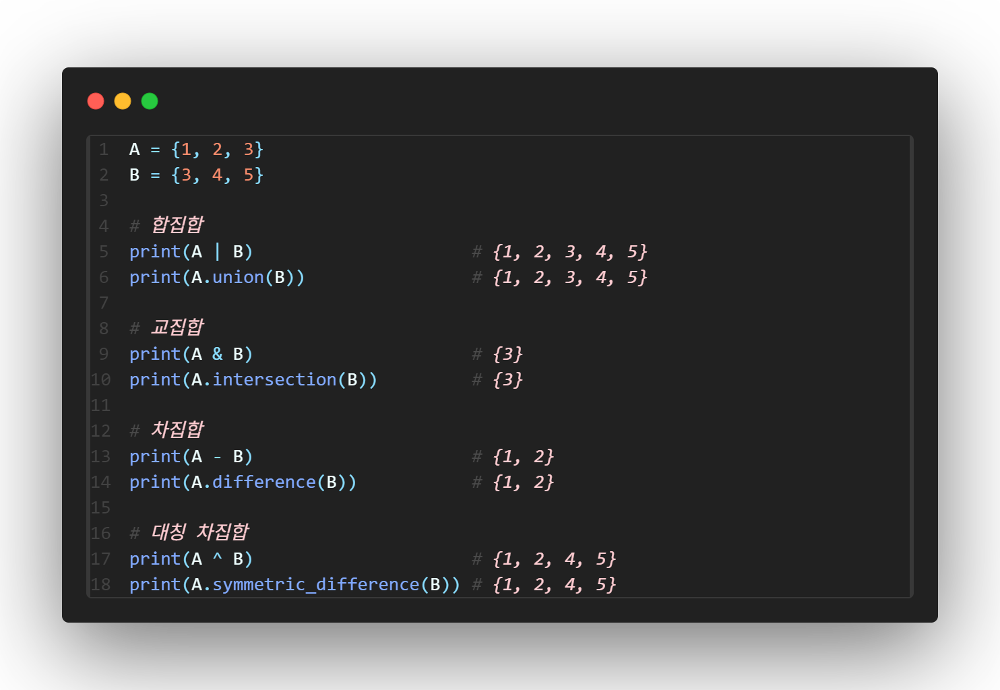 1 A = {1, 2, 3}
2 B = {3, 4, 5}
3
4 # 합집합
5 print(A | B)                     # {1, 2, 3, 4, 5}
6 print(A.union(B))                # {1, 2, 3, 4, 5}
7
8 # 교집합
9 print(A & B)                     # {3}
10 print(A.intersection(B))         # {3}
11
12 # 차집합
13 print(A - B)                     # {1, 2}
14 print(A.difference(B))           # {1, 2}
15
16 # 대칭 차집합
17 print(A ^ B)                     # {1, 2, 4, 5}
18 print(A.symmetric_difference(B)) # {1, 2, 4, 5}